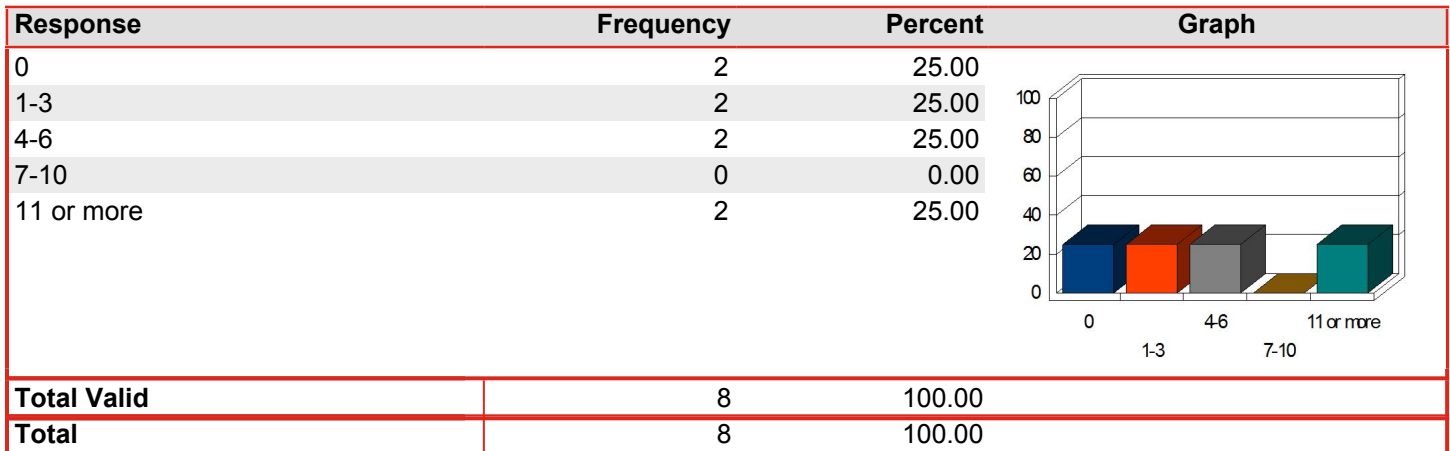 Response Frequency Percent Graph
0 2 25.00
1-3 2 25.00
4-6 2 25.00
7-10 0 0.00
11 or more 2 25.00
100
80
60
40
20
0
0 4-6 11 or more
1-3 7-10
Total Valid 8 100.00
Total 8 100.00